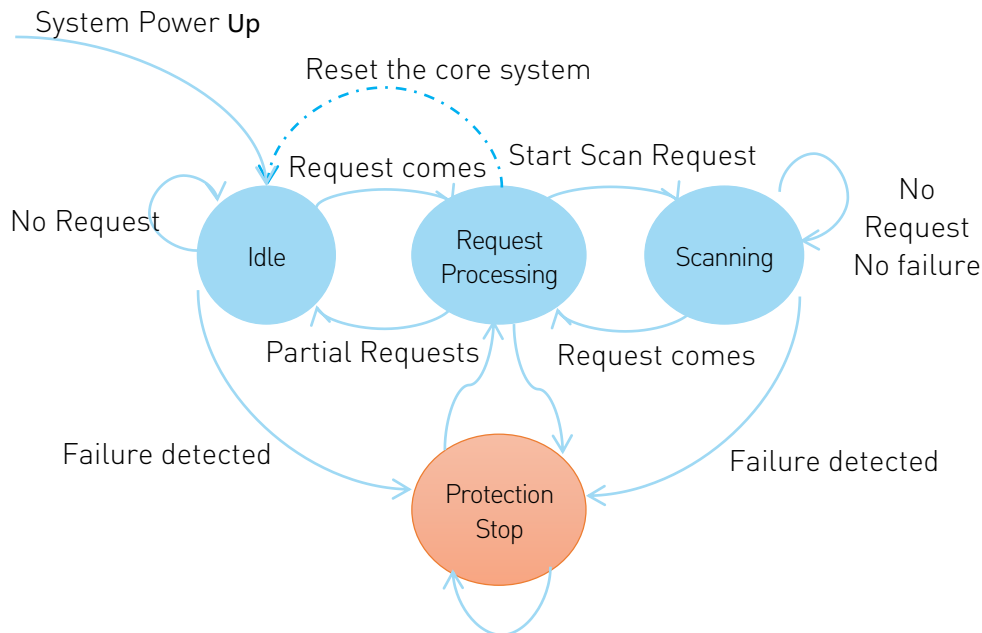 System Power Up
Reset the core system
Request comes
Start Scan Request
No Request
No
Request
No failure
Idle
Request
Processing
Scanning
Partial Requests
Request comes
Failure detected
Failure detected
Protection
Stop